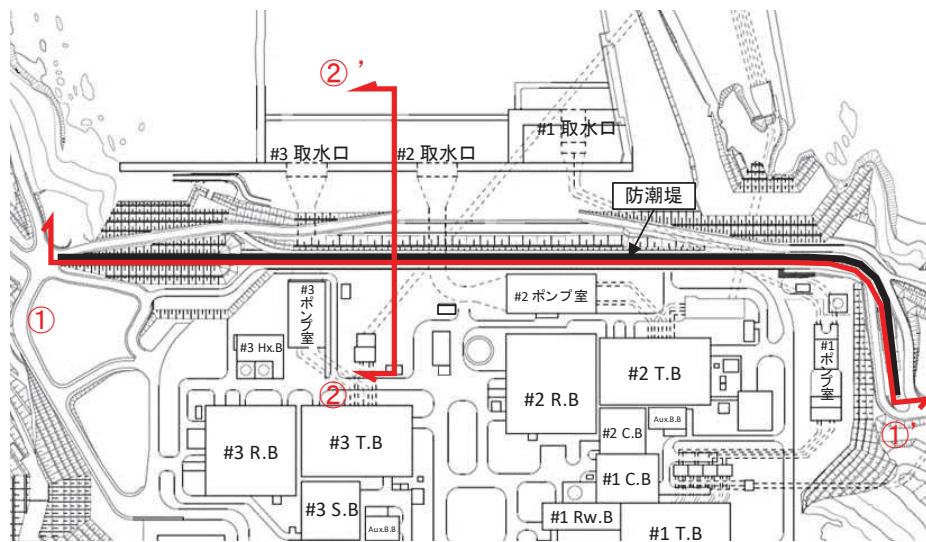 ②'
#1 取水口
#3 取水口
#2 取水口
防潮堤
①
#3 ポンプ室
#2 ポンプ室
#1 ポンプ室
#3 Hx.B
②
#2 R.B
#2 T.B
①'
#3 R.B
#3 T.B
#2 C.B
Aux.B.B
#1 C.B
#3 S.B
Aux.B.B
#1 Rw.B
#1 T.B